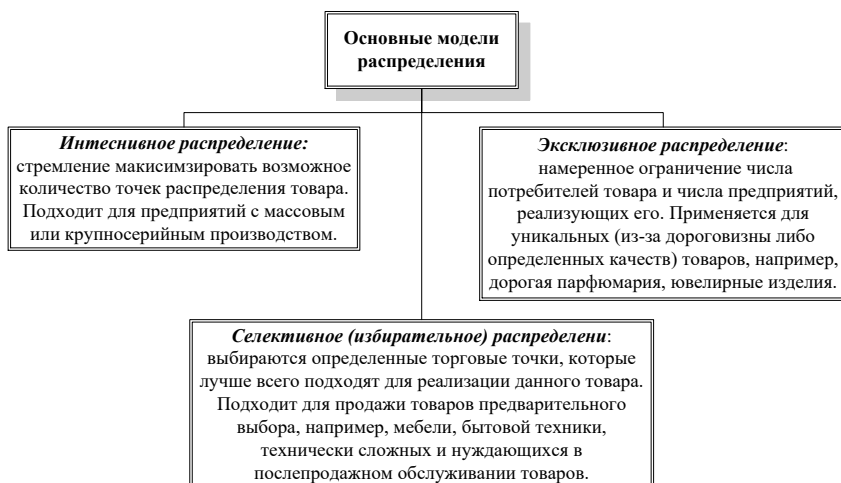 Основные модели
распределения
Интеснивное распределение:
стремление макисимзировать возможное
количество точек распределения товара.
Подходит для предприятий с массовым
или крупносерийным производством.
Эксклюзивное распределение:
намеренное ограничение числа
потребителей товара и числа предприятий,
реализующих его. Применяется для
уникальных (из-за дороговизны либо
определенных качеств) товаров, например,
дорогая парфюмария, ювелирные изделия.
Селективное (избирательное) распределени:
выбираются определенные торговые точки, которые
лучше всего подходят для реализации данного товара.
Подходит для продажи товаров предварительного
выбора, например, мебели, бытовой техники,
технически сложных и нуждающихся в
послепродажном обслуживании товаров.